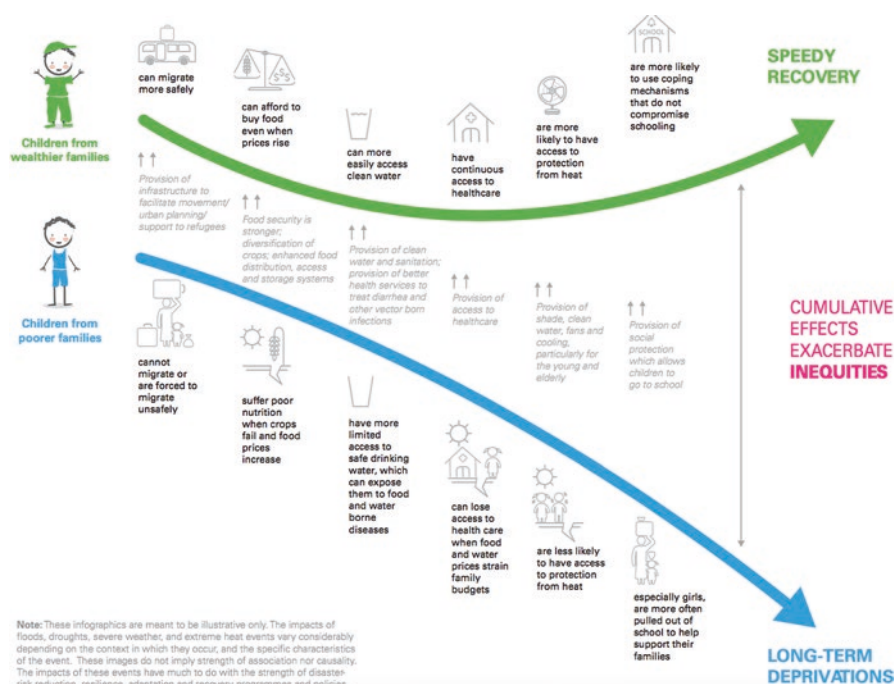 SCHOOL
SPEEDY
RECOVERY
can migrate
more safely
can afford to
buy food
even when
prices rise
can more
easily access
clean water
have
continuous
access to
healthcare
are more
likely to have
access to
protection
from heat
are more likely
to use coping
mechanisms
that do not
compromise
schooling
Children from
wealthier families
Provision of
infrastructure to
facilitate movement/
urban planning/
support to refugees
Food security is
stronger;
diversification of
crops; enhanced food
distribution, access
and storage systems
Provision of clean
water and sanitation;
provision of better
health services to
treat diarrhea and
other vector born
infections
Provision of
access to
healthcare
Provision of
shade, clean
water, fans and
cooling,
particularly for
the young and
elderly
Provision of
social
protection
which allows
children to
go to school
CUMULATIVE
EFFECTS
EXACERBATE
INEQUITIES
Children from
poorer families
cannot
migrate or
are forced to
migrate
unsafely
suffer poor
nutrition
when crops
fail and food
prices
increase
have more
limited
access to
safe drinking
water, which
can expose
them to food
and water
borne
diseases
can lose
access to
health care
when food
and water
prices strain
family
budgets
are less likely
to have access
to protection
from heat
especially girls,
are more often
pulled out of
school to help
support their
families
LONG-TERM
DEPRIVATIONS
Note: These infographics are meant to be illustrative only. The impacts of
floods, droughts, severe weather, and extreme heat events vary considerably
depending on the context in which they occur, and the specific characteristics
of the event. These images do not imply strength of association nor causality.
The impacts of these events have much to do with the strength of disaster-
risk reduction, resilience, adaptation and recovery programmes and policies